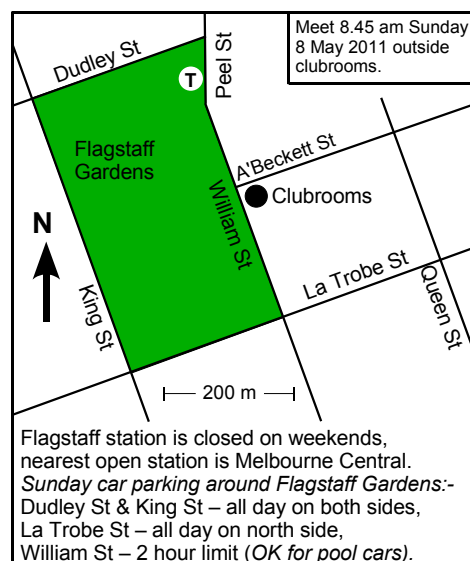 Meet 8.45 am Sunday
8 May 2011 outside
clubrooms.
Dudley St
Peel St
T
Flagstaff
Gardens
A'Beckett St
Clubrooms
William St
N
King St
La Trobe St
Queen St
200 m
Flagstaff station is closed on weekends,
nearest open station is Melbourne Central.
Sunday car parking around Flagstaff Gardens:-
Dudley St & King St – all day on both sides,
La Trobe St – all day on north side,
William St – 2 hour limit (OK for pool cars).